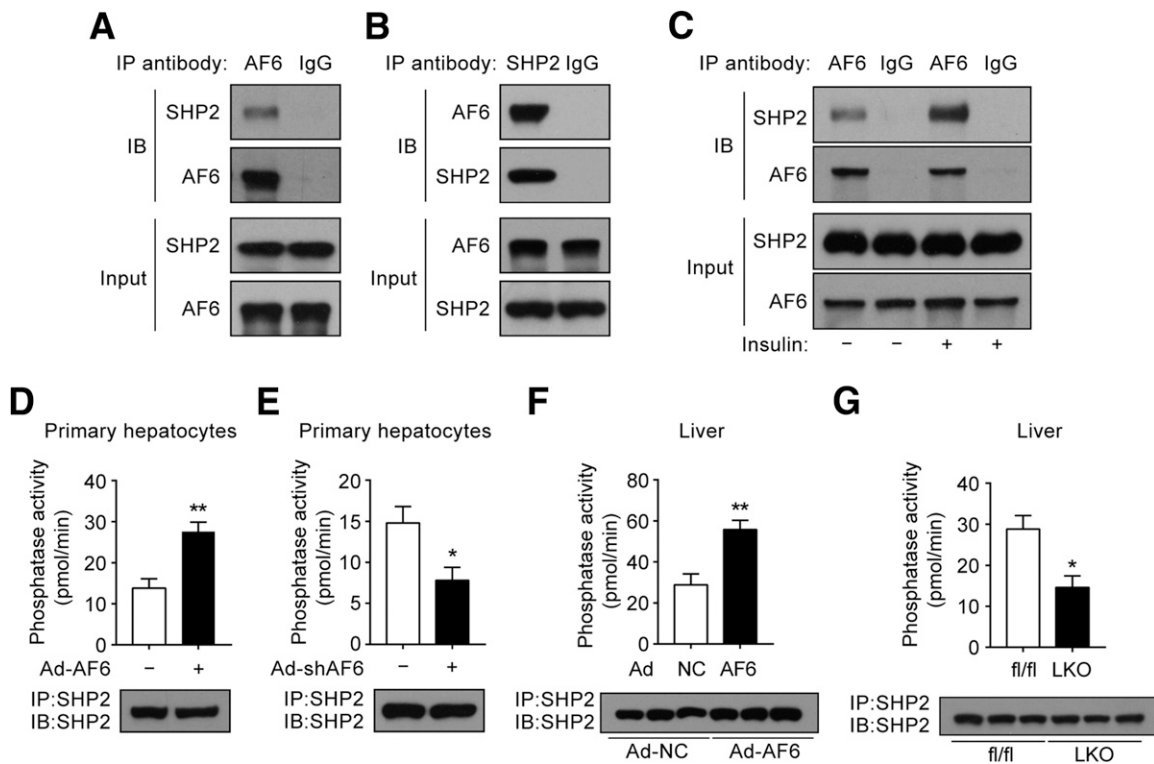 A
IP antibody: AF6 IgG
IB
SHP2
AF6
Input
SHP2
AF6
B
IP antibody: SHP2 IgG
IB
AF6
SHP2
Input
AF6
SHP2
C
IP antibody: AF6 IgG AF6 IgG
IB
SHP2
AF6
Input
SHP2
AF6
Insulin: − − + +
D
Primary hepatocytes
Phosphatase activity
(pmol/min)
40
30
20
10
0
**
Ad-AF6 − +
IP:SHP2
IB:SHP2
E
Primary hepatocytes
Phosphatase activity
(pmol/min)
20
15
10
5
0
*
Ad-shAF6 − +
IP:SHP2
IB:SHP2
F
Liver
Phosphatase activity
(pmol/min)
80
60
40
20
0
**
Ad NC AF6
IP:SHP2
IB:SHP2
Ad-NC Ad-AF6
G
Liver
Phosphatase activity
(pmol/min)
40
30
20
10
0
*
fl/fl LKO
IP:SHP2
IB:SHP2
fl/fl LKO